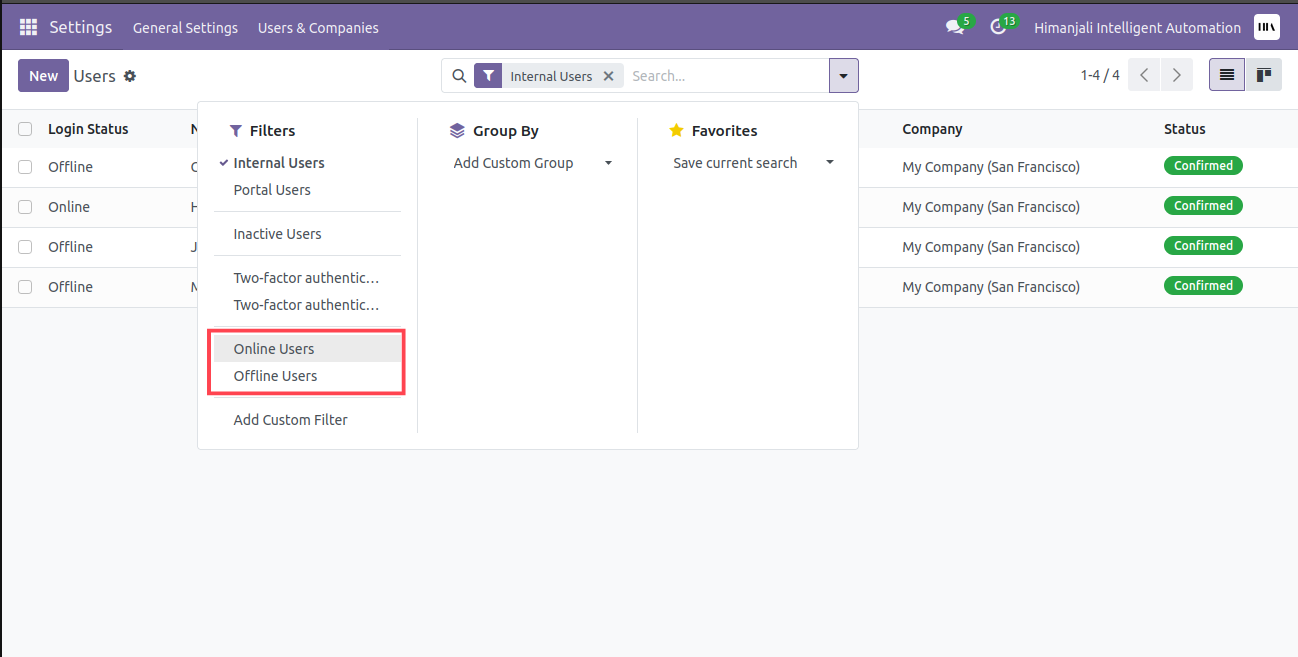 Settings General Settings Users & Companies 5 13 Himanjali Intelligent Automation
New Users Internal Users Search... 1-4 / 4
Login Status N Company Status
Offline C My Company (San Francisco) Confirmed
Online H My Company (San Francisco) Confirmed
Offline J My Company (San Francisco) Confirmed
Offline M My Company (San Francisco) Confirmed
Filters
Internal Users
Portal Users
Inactive Users
Two-factor authentic...
Two-factor authentic...
Online Users
Offline Users
Add Custom Filter
Group By
Add Custom Group
Favorites
Save current search